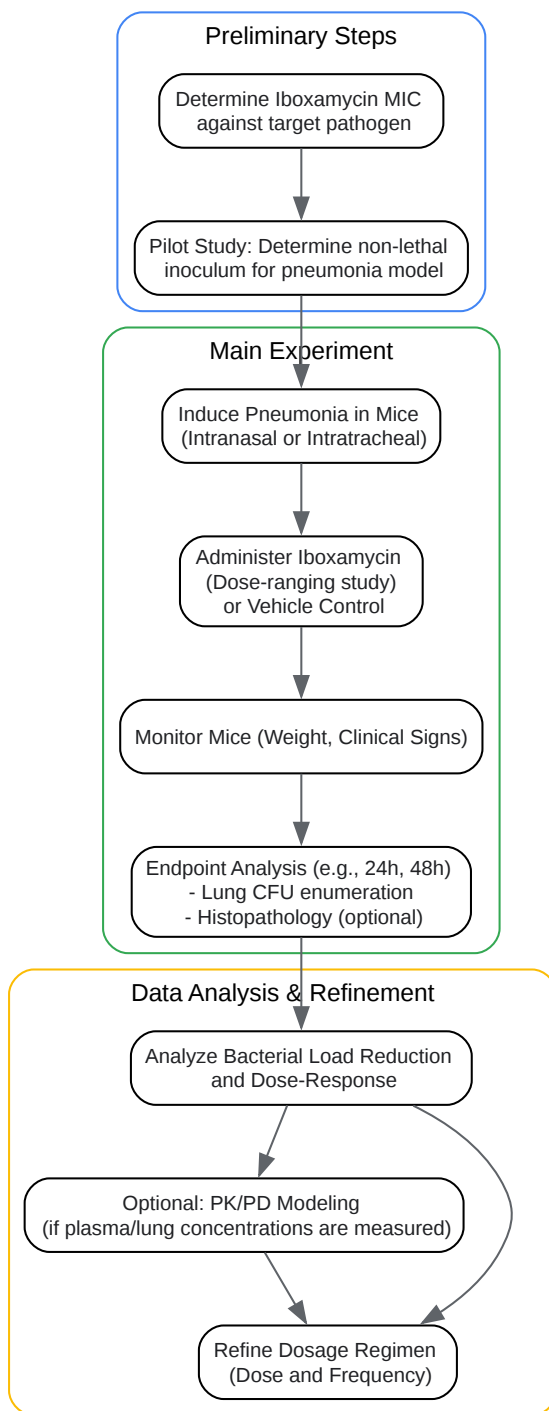 Preliminary Steps
Determine Iboxamycin MIC
against target pathogen
Pilot Study: Determine non-lethal
inoculum for pneumonia model
Main Experiment
Induce Pneumonia in Mice
(Intranasal or Intratracheal)
Administer Iboxamycin
(Dose-ranging study)
or Vehicle Control
Monitor Mice (Weight, Clinical Signs)
Endpoint Analysis (e.g., 24h, 48h)
- Lung CFU enumeration
- Histopathology (optional)
Data Analysis & Refinement
Analyze Bacterial Load Reduction
and Dose-Response
Optional: PK/PD Modeling
(if plasma/lung concentrations are measured)
Refine Dosage Regimen
(Dose and Frequency)